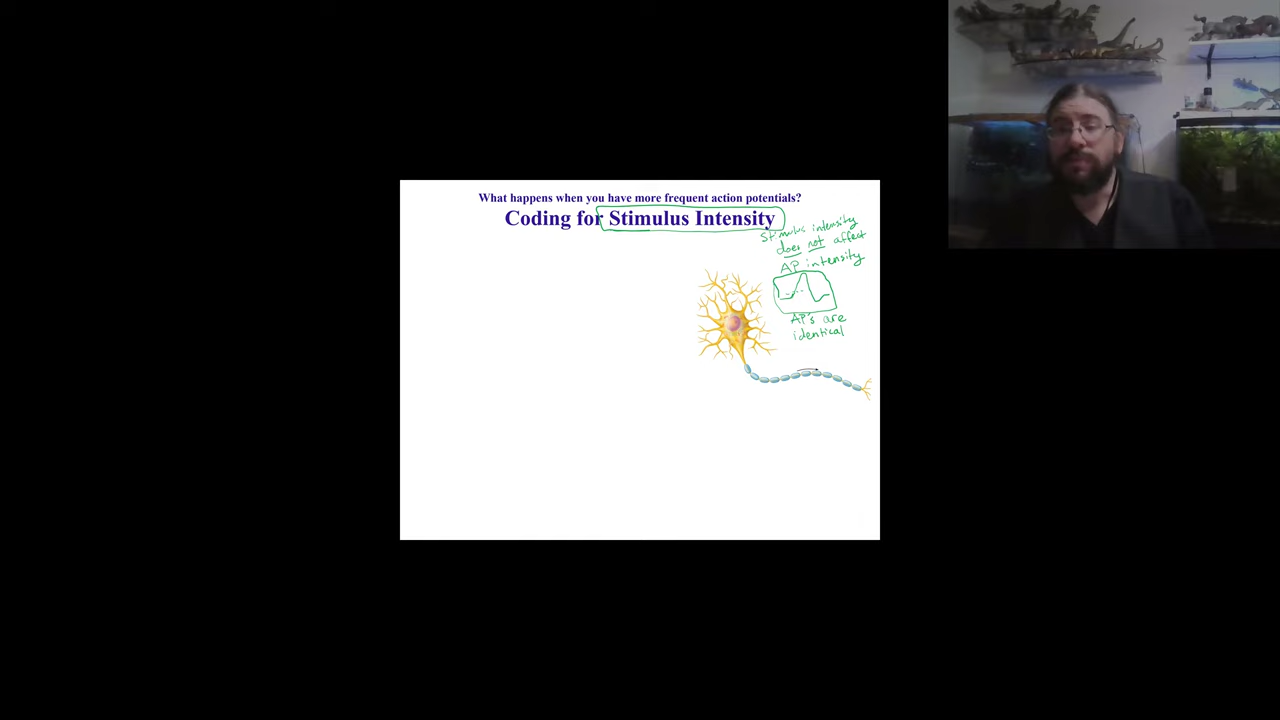 What happens when you have more frequent action potentials?
Coding for Stimulus Intensity
Stimulus intensity
does not affect
AP intensity
AP's are
identical